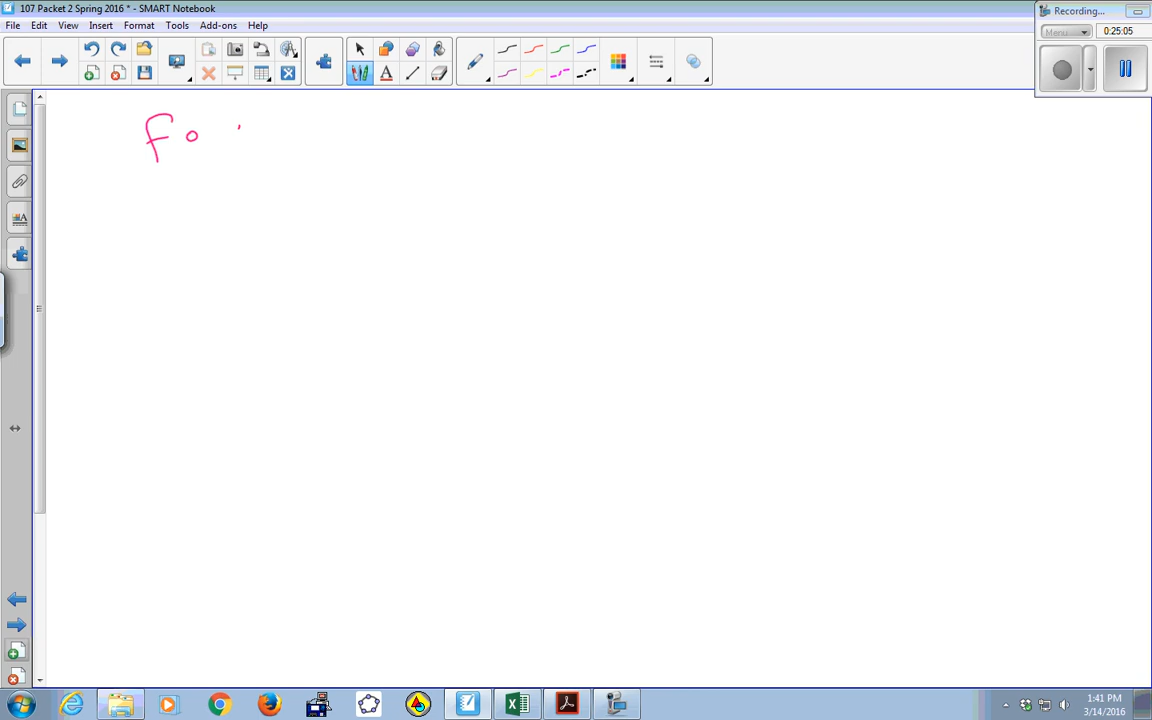 107 Packet 2 Spring 2016 * - SMART Notebook
Recording...
File Edit View Insert Format Tools Add-ons Help
Menu
0:25:05
fo
1:41 PM
3/14/2016